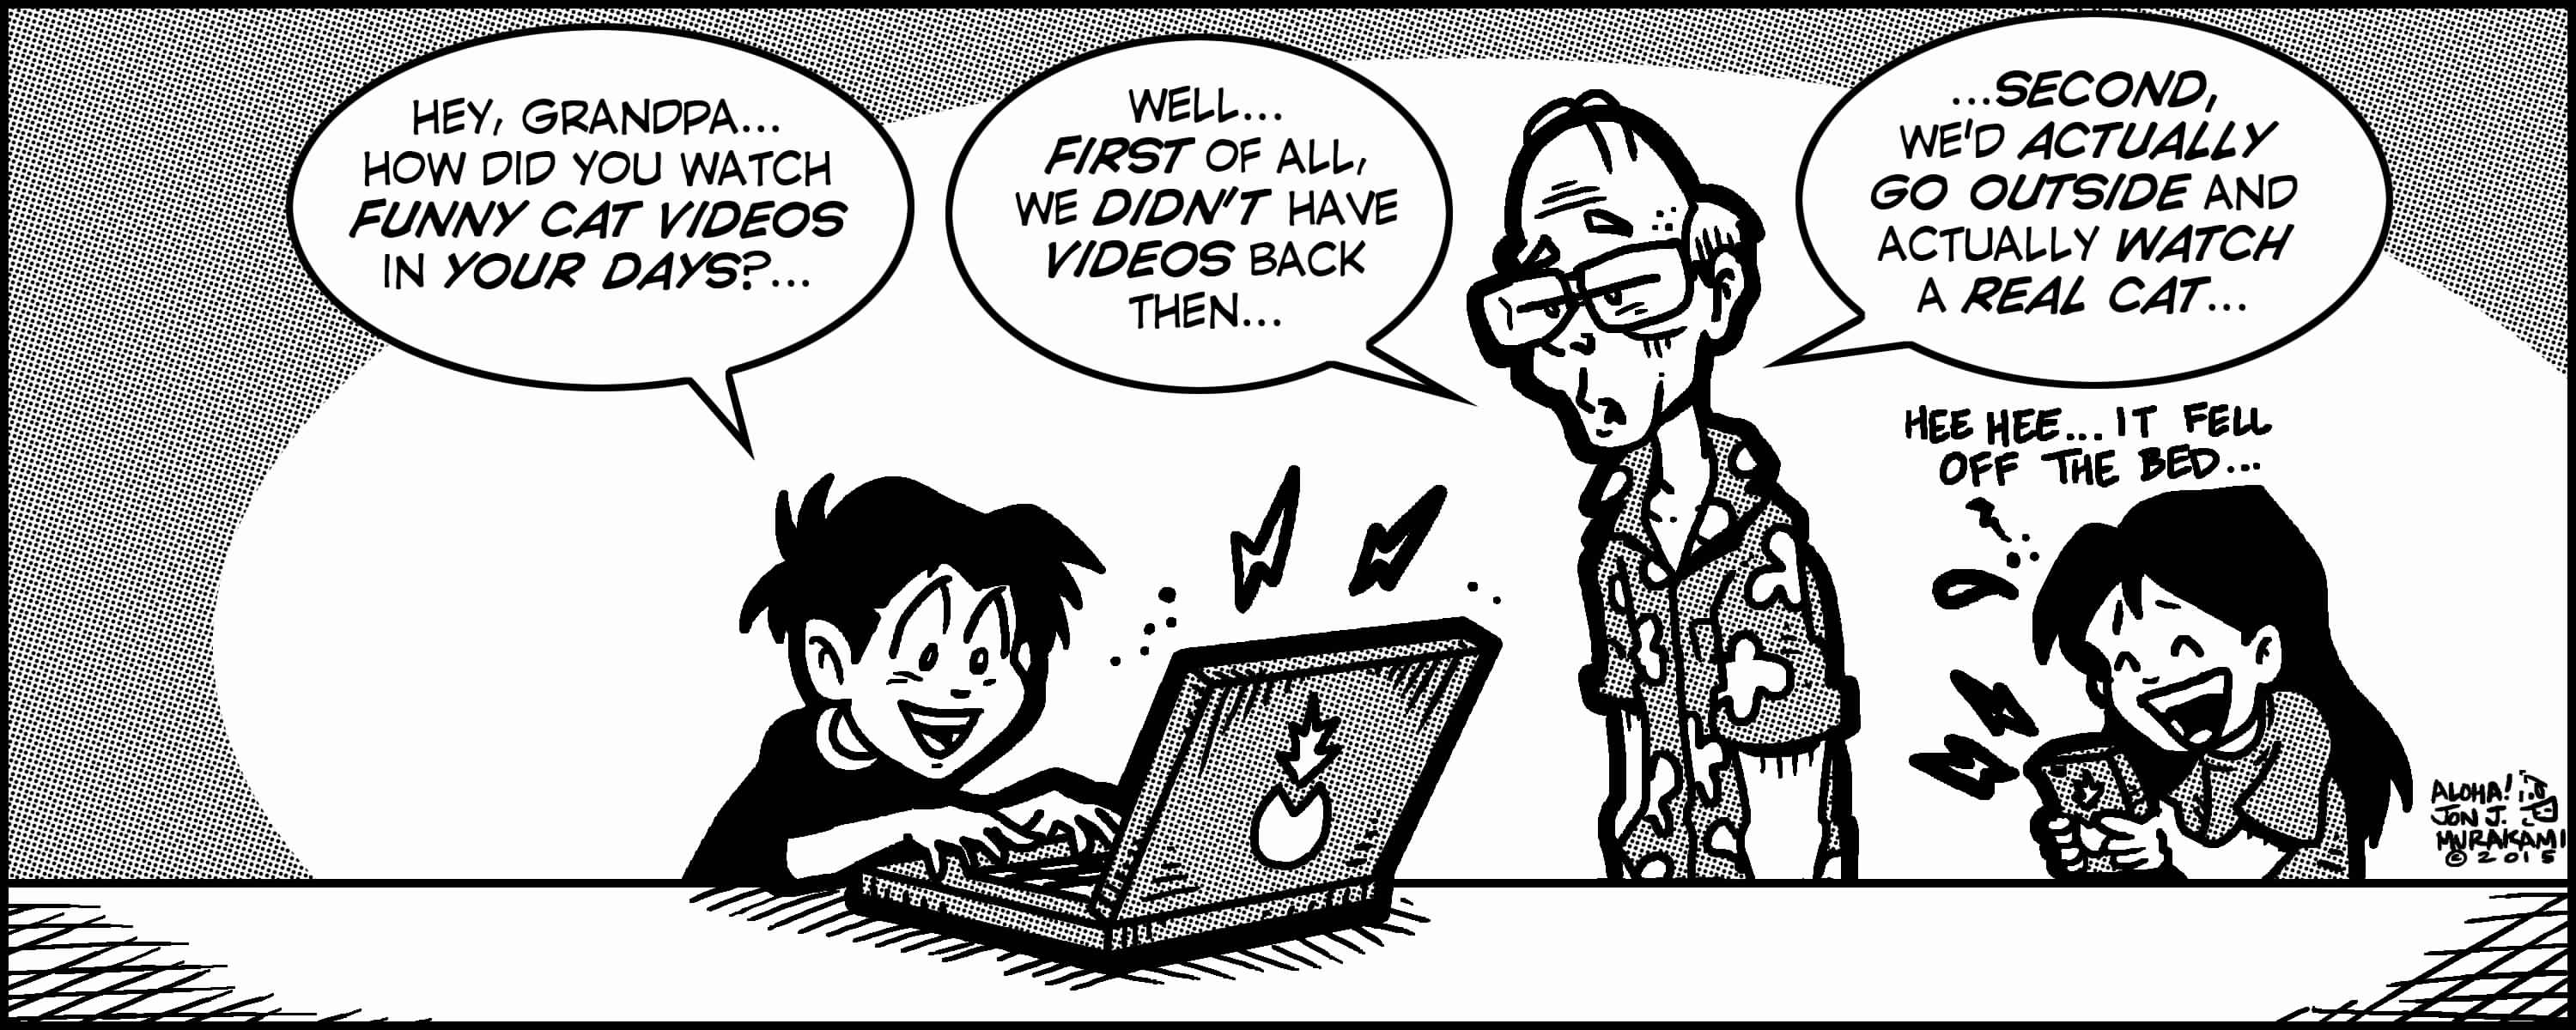 HEY, GRANDPA...
HOW DID YOU WATCH
FUNNY CAT VIDEOS
IN YOUR DAYS?...
WELL...
FIRST OF ALL,
WE DIDN'T HAVE
VIDEOS BACK
THEN...
...SECOND,
WE'D ACTUALLY
GO OUTSIDE AND
ACTUALLY WATCH
A REAL CAT...
HEE HEE... IT FELL
OFF THE BED...
ALOHA!
JON J.
MURAKAMI
© 2015